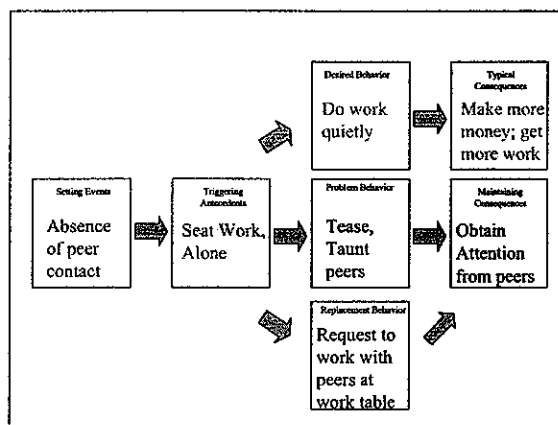 Desired Behavior
Do work
quietly
Typical
Consequences
Make more
money; get
more work
Setting Events
Absence
of peer
contact
Triggering
Antecedents
Seat Work,
Alone
Problem Behavior
Tease,
Taunt
peers
Maintaining
Consequences
Obtain
Attention
from peers
Replacement Behavior
Request to
work with
peers at
work table